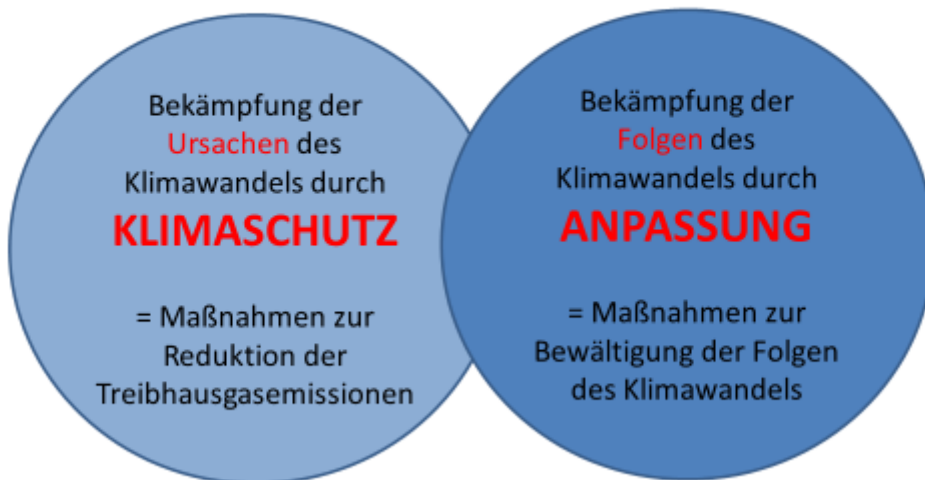 Bekämpfung der
Ursachen des
Klimawandels durch
KLIMASCHUTZ
= Maßnahmen zur
Reduktion der
Treibhausgasemissionen
Bekämpfung der
Folgen des
Klimawandels durch
ANPASSUNG
= Maßnahmen zur
Bewältigung der Folgen
des Klimawandels